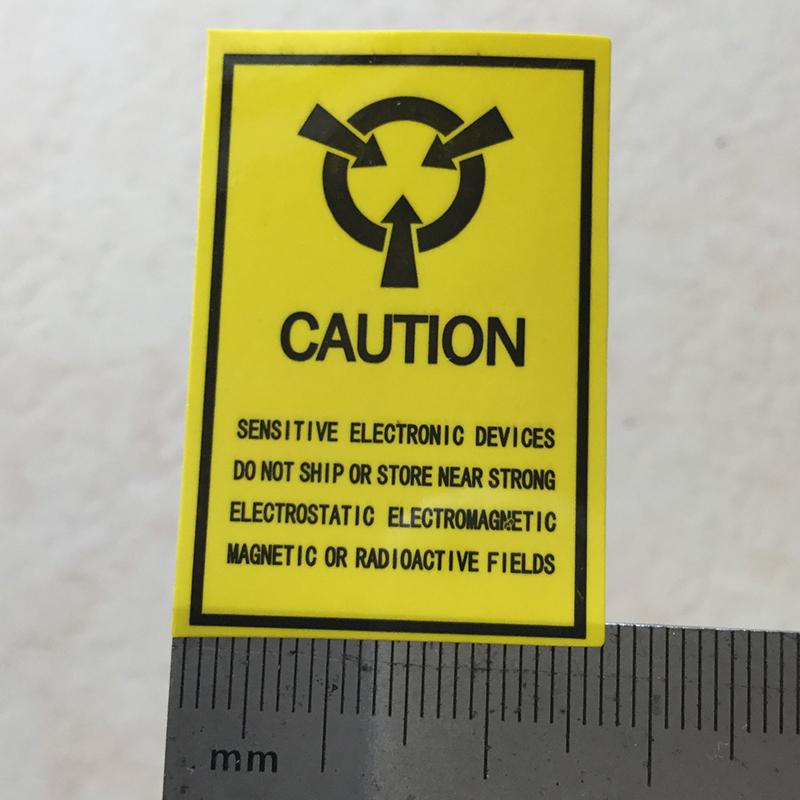 CAUTION
SENSITIVE ELECTRONIC DEVICES
DO NOT SHIP OR STORE NEAR STRONG
ELECTROSTATIC ELECTROMAGNETIC
MAGNETIC OR RADIOACTIVE FIELDS
mm